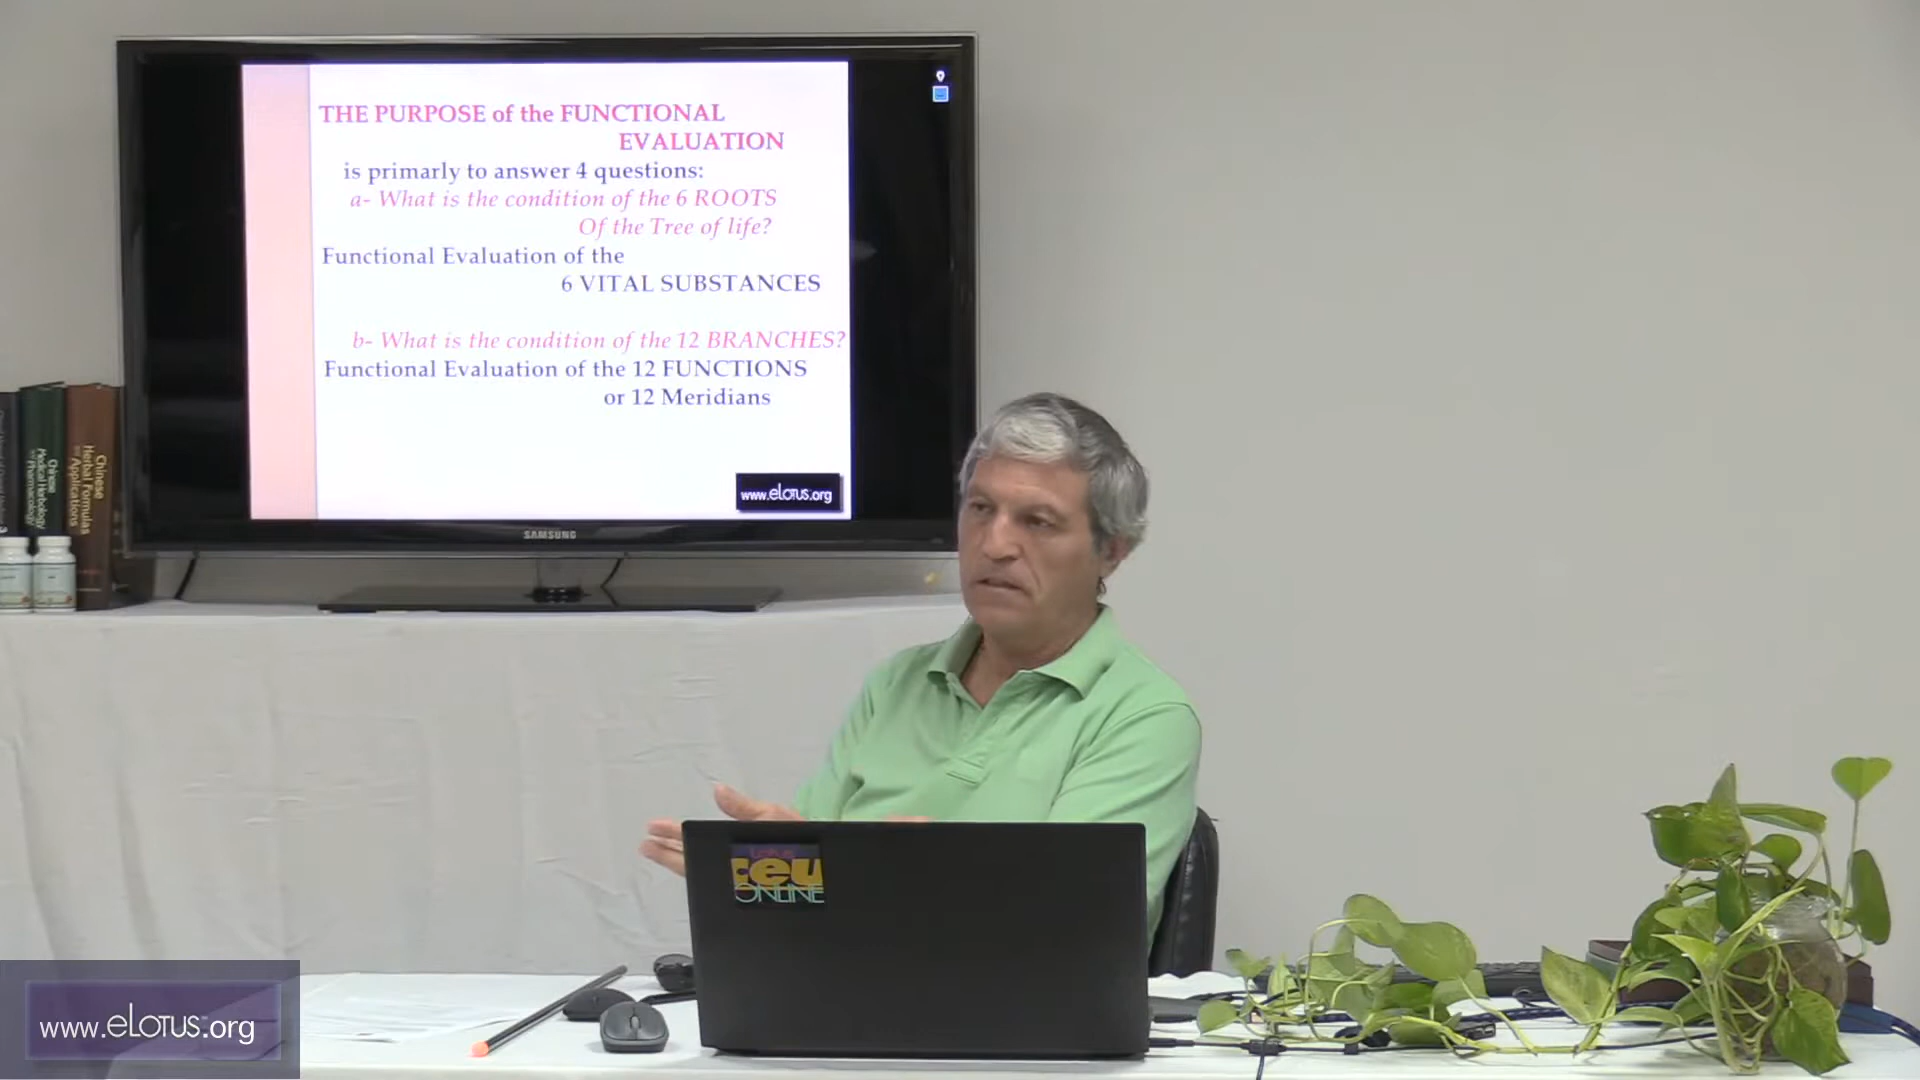 THE PURPOSE of the FUNCTIONAL
EVALUATION
is primarly to answer 4 questions:
a- What is the condition of the 6 ROOTS
Of the Tree of life?
Functional Evaluation of the
6 VITAL SUBSTANCES
b- What is the condition of the 12 BRANCHES?
Functional Evaluation of the 12 FUNCTIONS
or 12 Meridians
www.eLotus.org
SAMSUNG
Chinese
Medical Herbology
and Pharmacology
Chinese
Herbal Formulas
and Applications
Lotus
ceu
ONLINE
www.eLotus.org